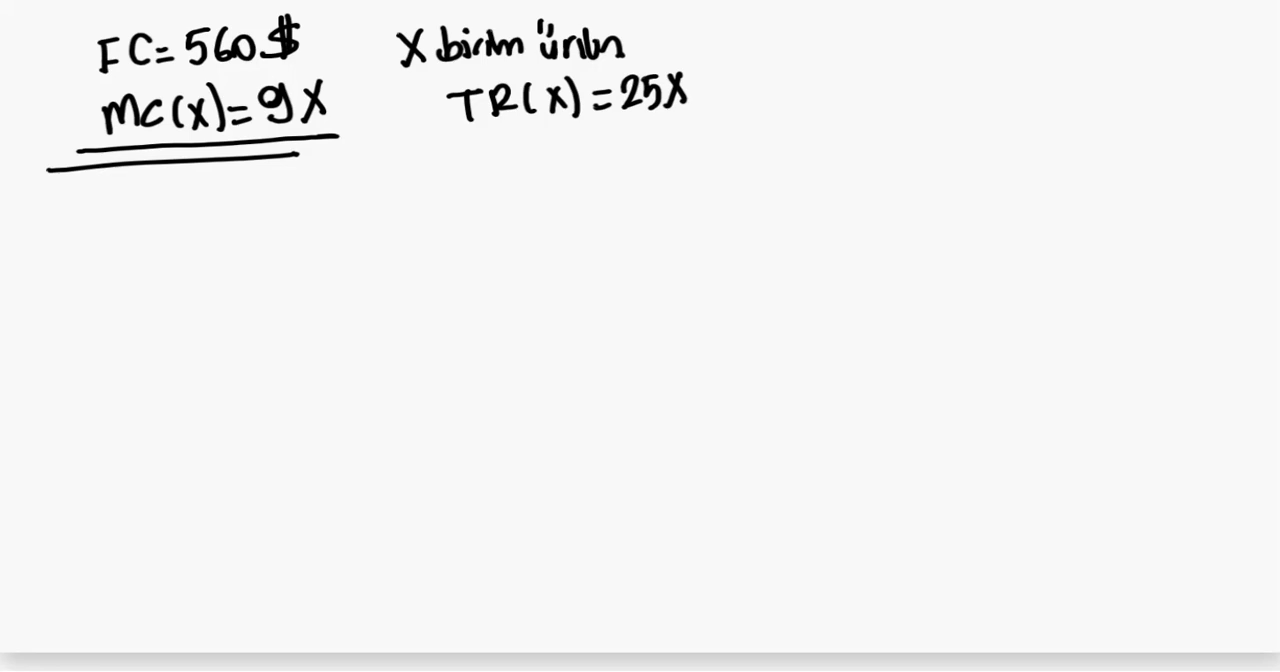 FC= 560$
MC(x)=9X
X birim ürün
TR(X)=25X